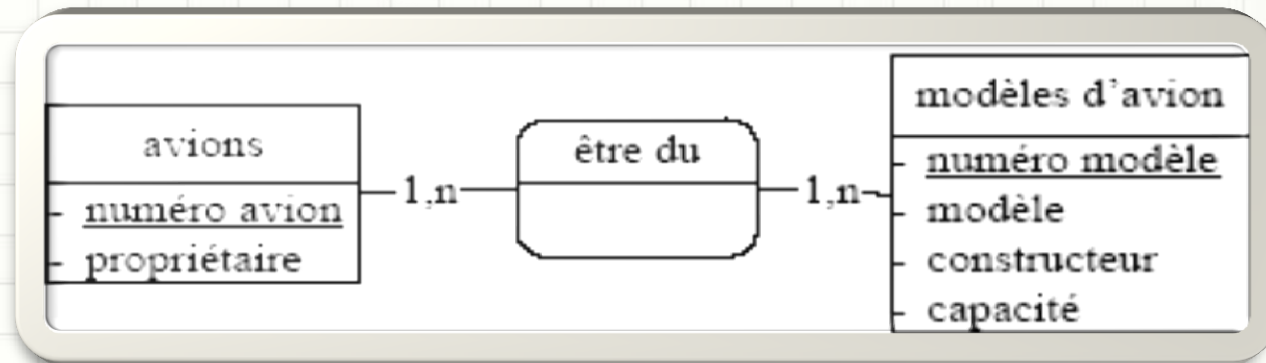 avions
- numéro avion
- propriétaire
1,n
être du
1,n
modèles d'avion
- numéro modèle
- modèle
- constructeur
- capacité